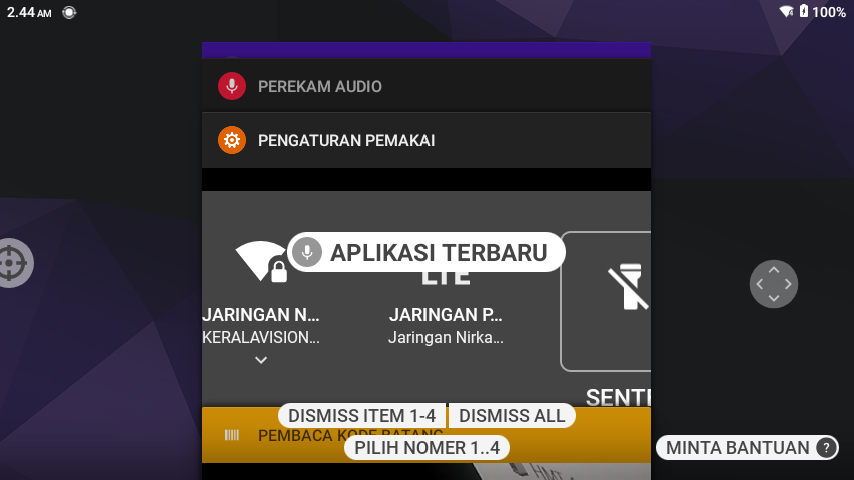 2.44 AM
100%
PEREKAM AUDIO
PENGATURAN PEMAKAI
APLIKASI TERBARU
LTE
JARINGAN N...
KERALAVISION...
JARINGAN P...
Jaringan Nirka...
SENT
DISMISS ITEM 1-4
DISMISS ALL
PEMBACA KODE BATANG
PILIH NOMER 1..4
MINTA BANTUAN ?